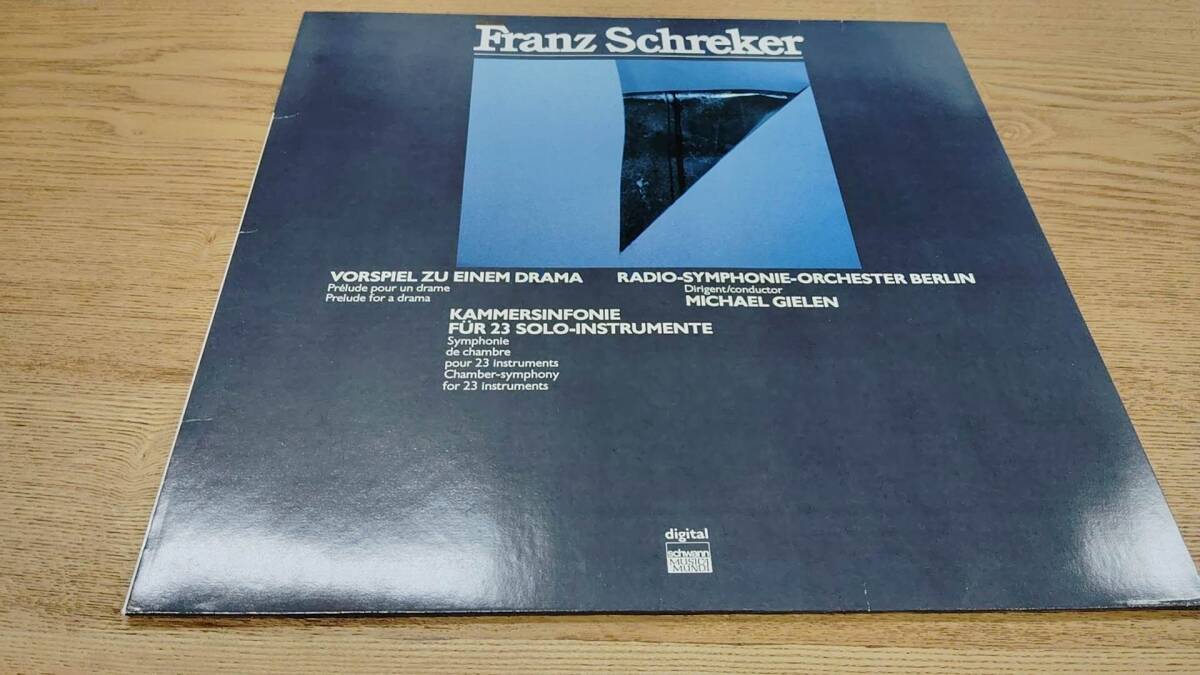 Franz Schreker
VORSPIEL ZU EINEM DRAMA
Prélude pour un drame
Prelude for a drama
RADIO-SYMPHONIE-ORCHESTER BERLIN
Dirigent/conductor
MICHAEL GIELEN
KAMMERSINFONIE
FÜR 23 SOLO-INSTRUMENTE
Symphonie
de chambre
pour 23 instruments
Chamber-symphony
for 23 instruments
digital
schwann
MUSICA
MUNDI